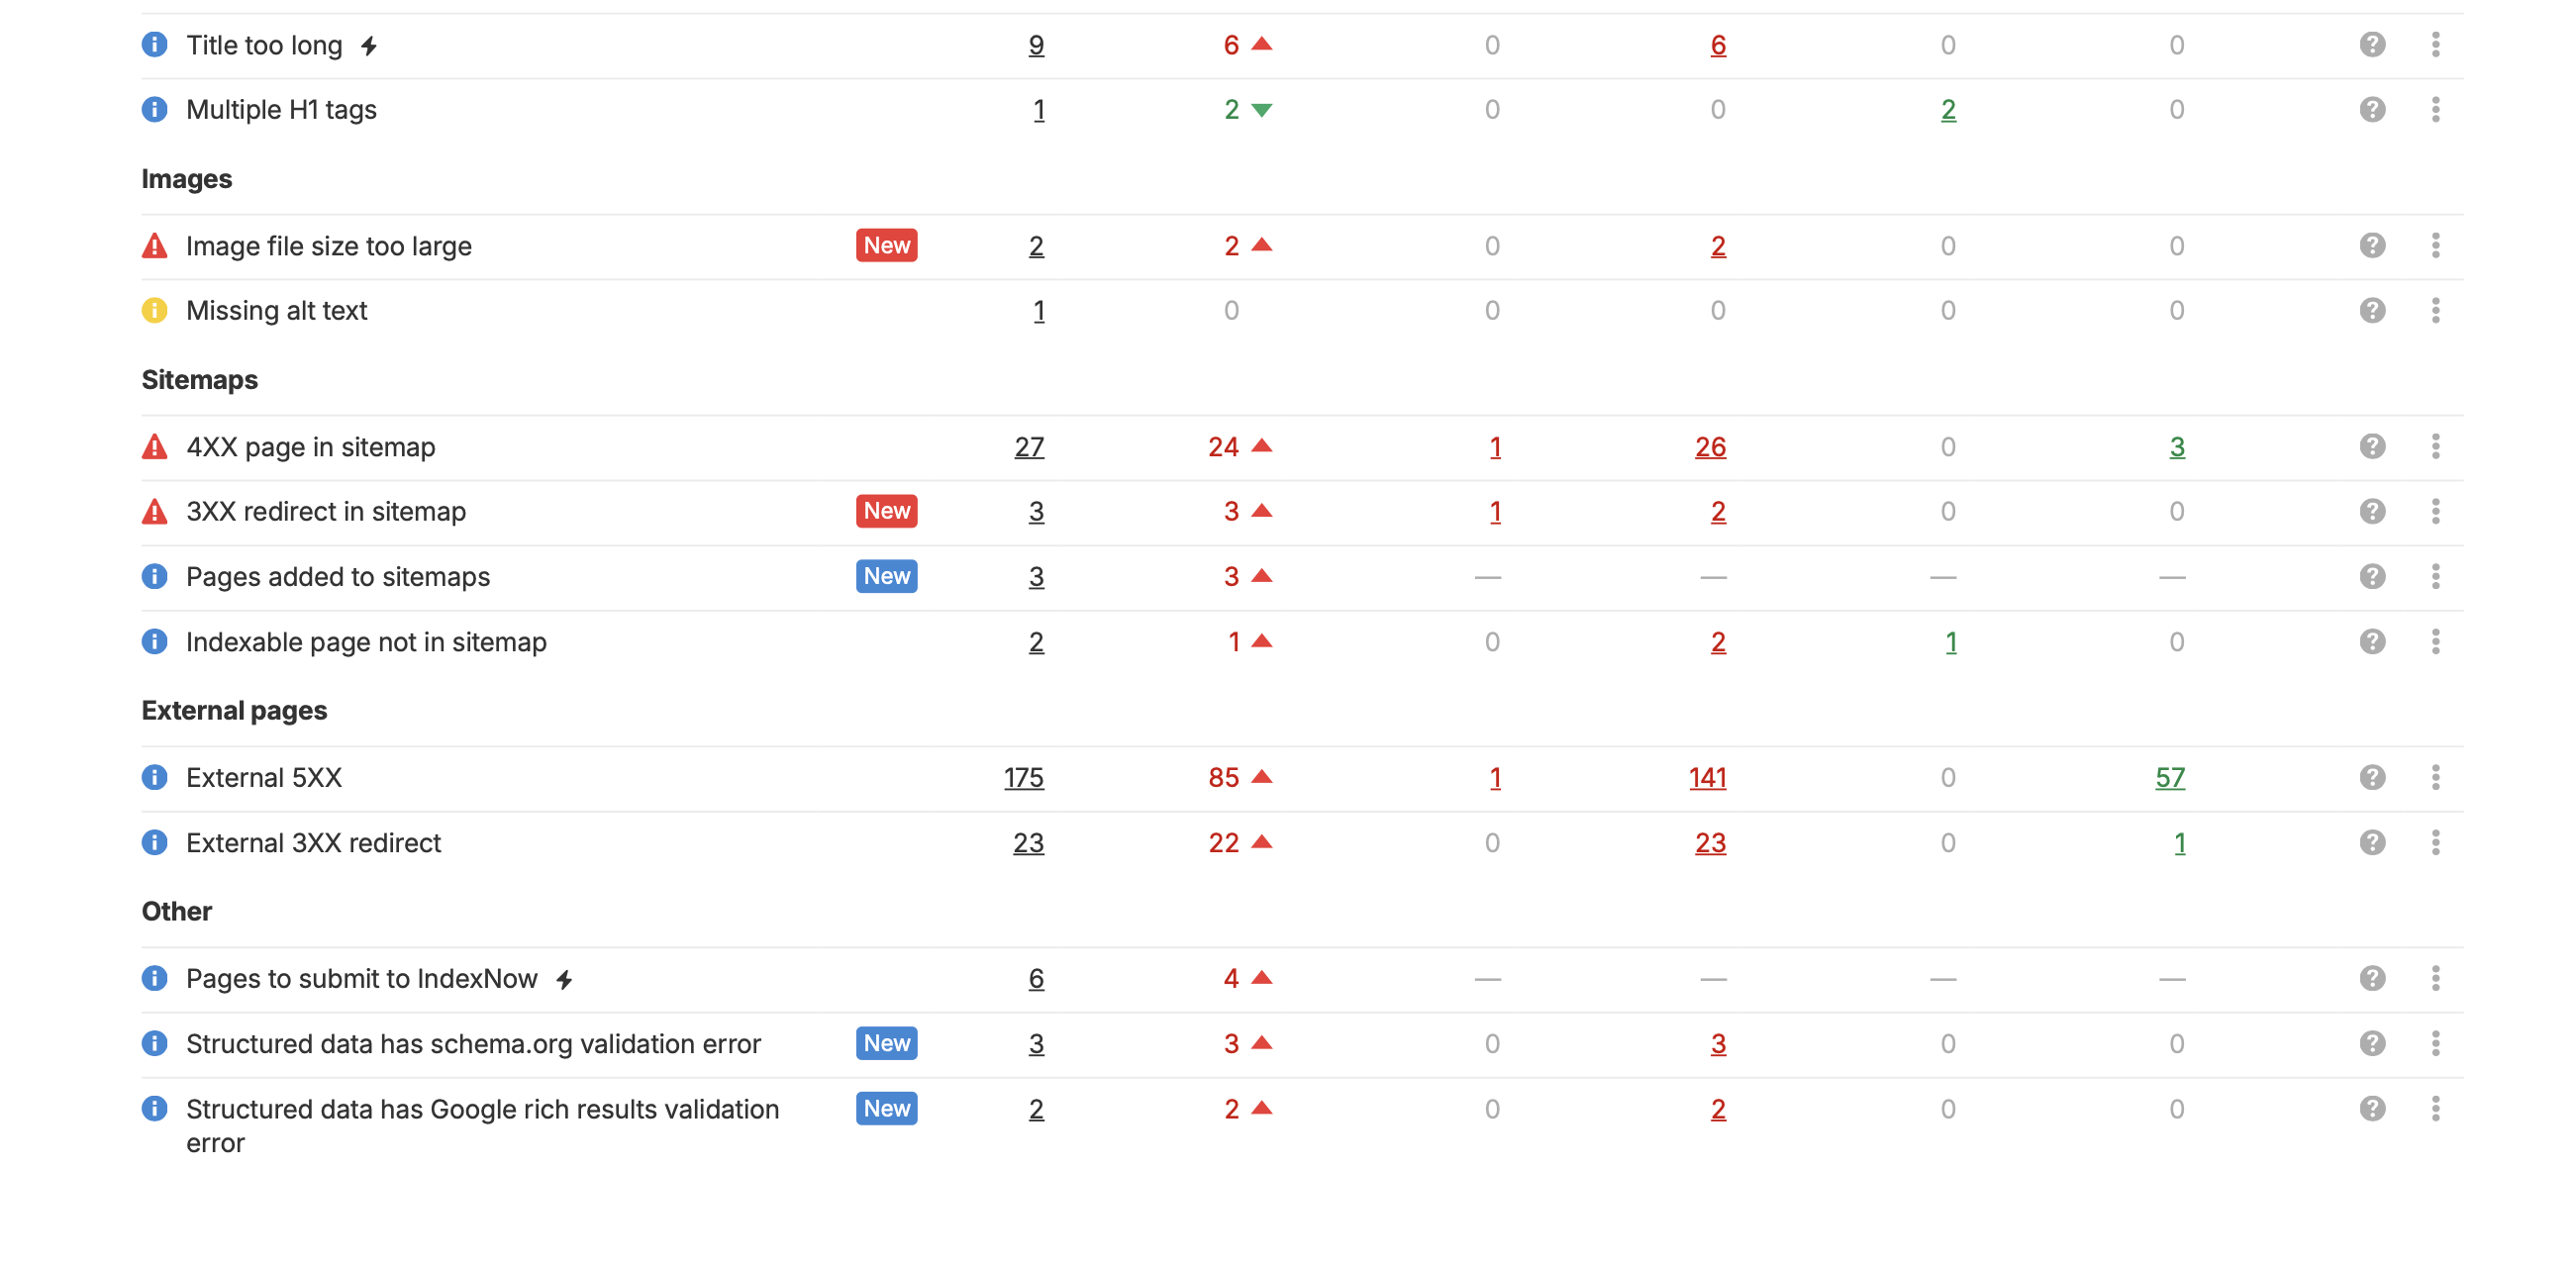 Title too long 9 6 0 6 0 0
Multiple H1 tags 1 2 0 0 2 0
Images
Image file size too large New 2 2 0 2 0 0
Missing alt text 1 0 0 0 0 0
Sitemaps
4XX page in sitemap 27 24 1 26 0 3
3XX redirect in sitemap New 3 3 1 2 0 0
Pages added to sitemaps New 3 3 — — — —
Indexable page not in sitemap 2 1 0 2 1 0
External pages
External 5XX 175 85 1 141 0 57
External 3XX redirect 23 22 0 23 0 1
Other
Pages to submit to IndexNow 6 4 — — — —
Structured data has schema.org validation error New 3 3 0 3 0 0
Structured data has Google rich results validation New 2 2 0 2 0 0
error